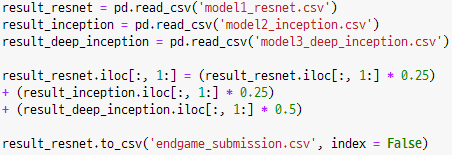 result_resnet = pd.read_csv('model1_resnet.csv')
result_inception = pd.read_csv('model2_inception.csv')
result_deep_inception = pd.read_csv('model3_deep_inception.csv')
result_resnet.iloc[:, 1:] = (result_resnet.iloc[:, 1:] * 0.25)
+ (result_inception.iloc[:, 1:] * 0.25)
+ (result_deep_inception.iloc[:, 1:] * 0.5)
result_resnet.to_csv('endgame_submission.csv', index = False)